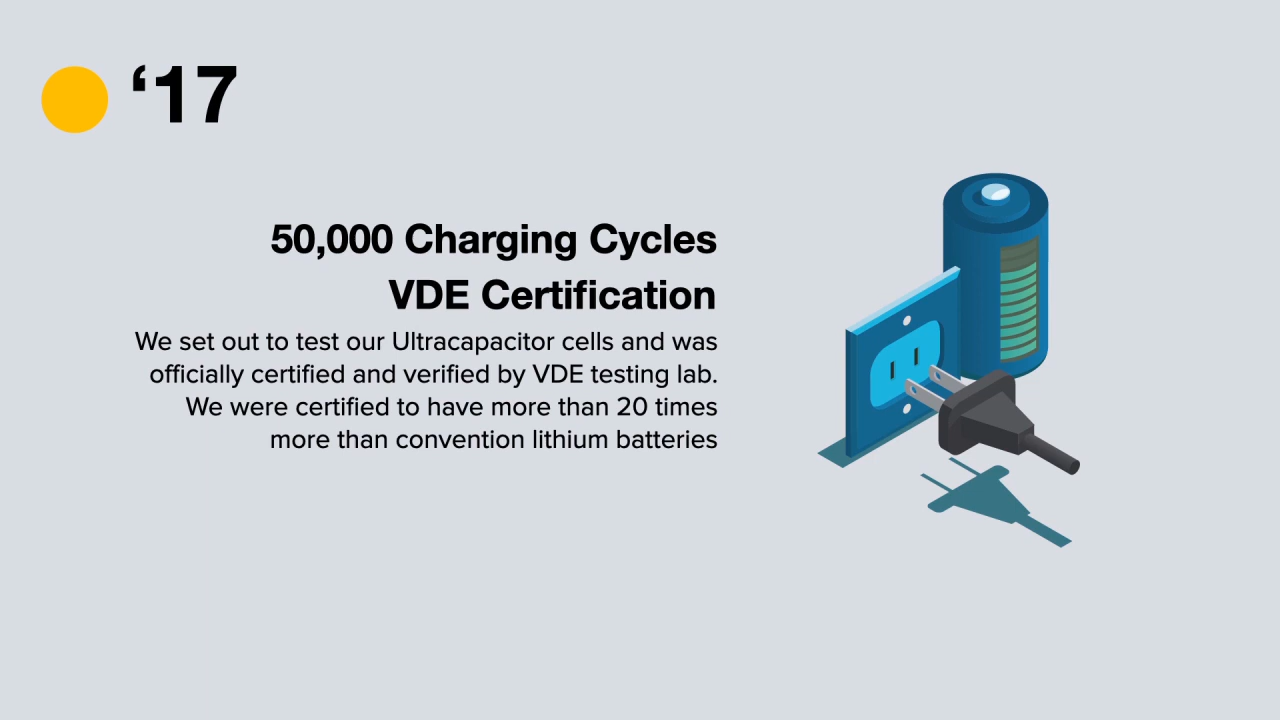 ‘17
50,000 Charging Cycles
VDE Certification
We set out to test our Ultracapacitor cells and was
officially certified and verified by VDE testing lab.
We were certified to have more than 20 times
more than convention lithium batteries